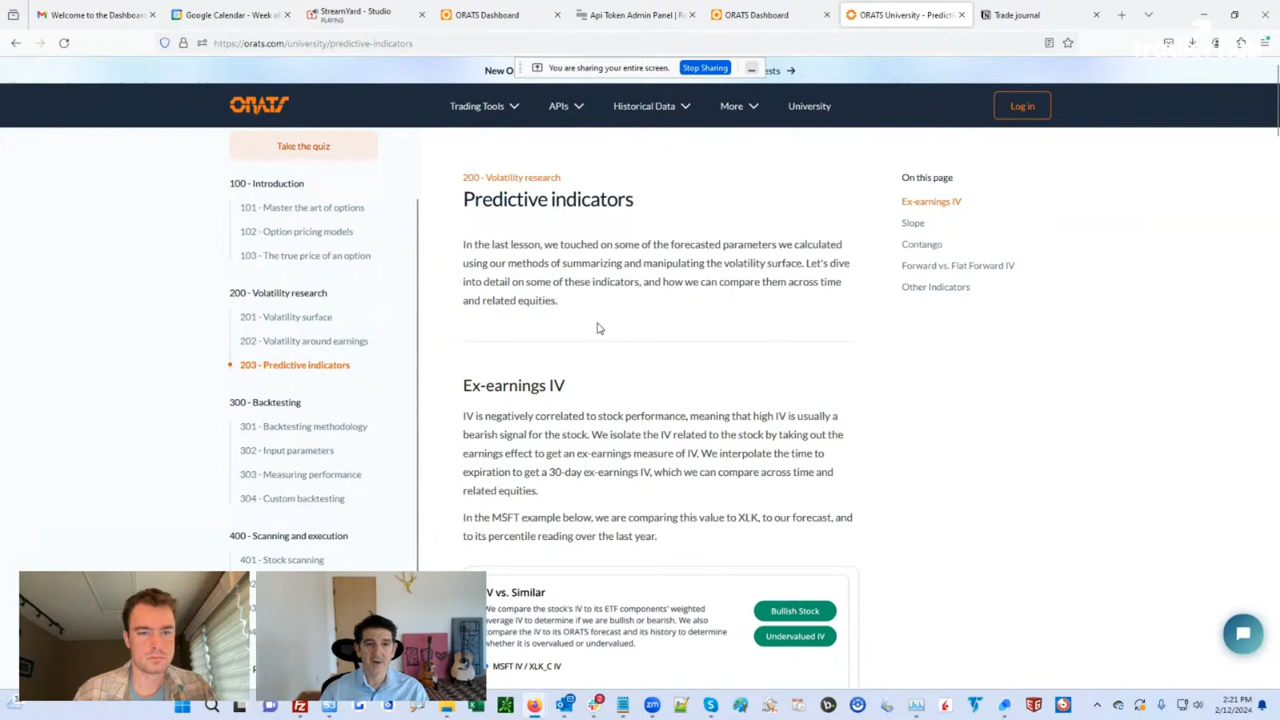 Welcome to the Dashboard
Google Calendar - Week of
StreamYard - Studio
PLAYING
ORATS Dashboard
Api Token Admin Panel | Re
ORATS Dashboard
ORATS University - Predicti
Trade journal
https://orats.com/university/predictive-indicators
New O
You are sharing your entire screen.
Stop Sharing
ests →
ORATS
Trading Tools
APIs
Historical Data
More
University
Log in
Take the quiz
100 - Introduction
101 - Master the art of options
102 - Option pricing models
103 - The true price of an option
200 - Volatility research
201 - Volatility surface
202 - Volatility around earnings
203 - Predictive indicators
300 - Backtesting
301 - Backtesting methodology
302 - Input parameters
303 - Measuring performance
304 - Custom backtesting
400 - Scanning and execution
401 - Stock scanning
200 - Volatility research
Predictive indicators
In the last lesson, we touched on some of the forecasted parameters we calculated
using our methods of summarizing and manipulating the volatility surface. Let's dive
into detail on some of these indicators, and how we can compare them across time
and related equities.
Ex-earnings IV
IV is negatively correlated to stock performance, meaning that high IV is usually a
bearish signal for the stock. We isolate the IV related to the stock by taking out the
earnings effect to get an ex-earnings measure of IV. We interpolate the time to
expiration to get a 30-day ex-earnings IV, which we can compare across time and
related equities.
In the MSFT example below, we are comparing this value to XLK, to our forecast, and
to its percentile reading over the last year.
V vs. Similar
We compare the stock's IV to its ETF components' weighted
average IV to determine if we are bullish or bearish. We also
compare the IV to its ORATS forecast and its history to determine
whether it is overvalued or undervalued.
MSFT IV / XLK_C IV
Bullish Stock
Undervalued IV
On this page
Ex-earnings IV
Slope
Contango
Forward vs. Flat Forward IV
Other Indicators
2:21 PM
2/12/2024